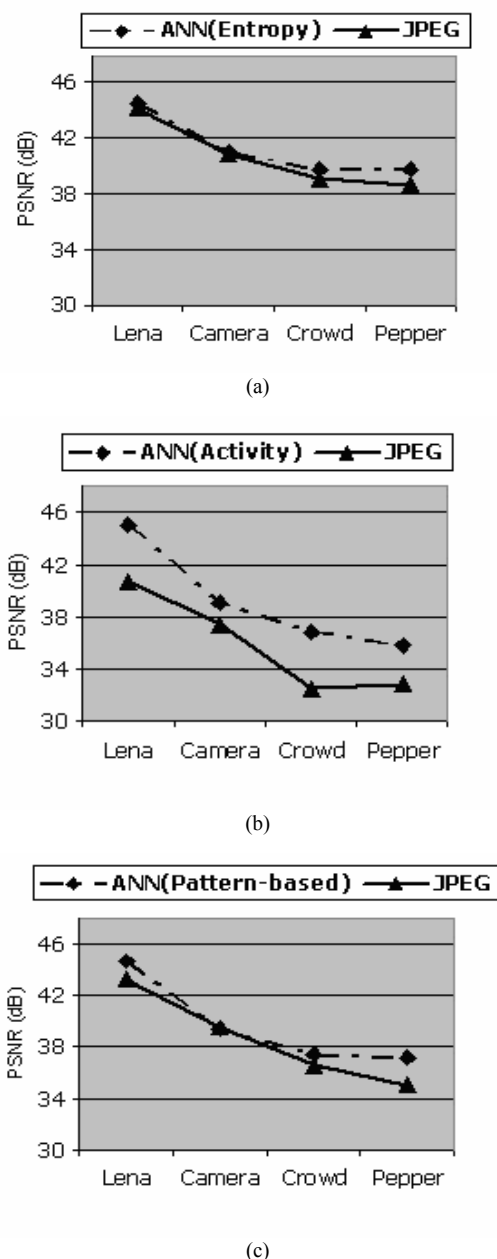 ANN(Entropy) JPEG
46
42
38
34
30
PSNR (dB)
Lena Camera Crowd Pepper
(a)
ANN(Activity) JPEG
46
42
38
34
30
PSNR (dB)
Lena Camera Crowd Pepper
(b)
ANN(Pattern-based) JPEG
46
42
38
34
30
PSNR (dB)
Lena Camera Crowd Pepper
(c)